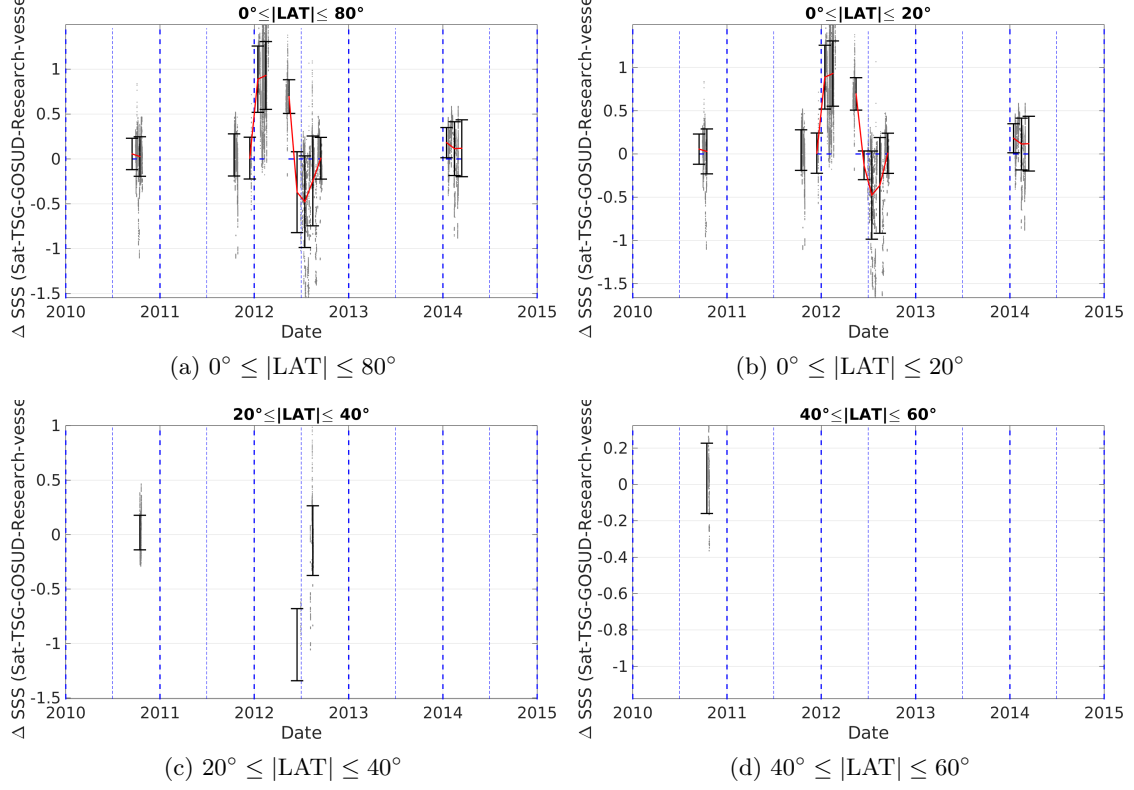 0°≤|LAT|≤ 80°
Δ SSS (Sat-TSG-GOSUD-Research-vessel
1
0.5
0
-0.5
-1
-1.5
2010 2011 2012 2013 2014 2015
Date
(a) 0° ≤ |LAT| ≤ 80°
0°≤|LAT|≤ 20°
Δ SSS (Sat-TSG-GOSUD-Research-vessel
1
0.5
0
-0.5
-1
-1.5
2010 2011 2012 2013 2014 2015
Date
(b) 0° ≤ |LAT| ≤ 20°
20°≤|LAT|≤ 40°
Δ SSS (Sat-TSG-GOSUD-Research-vesse
1
0.5
0
-0.5
-1
-1.5
2010 2011 2012 2013 2014 2015
Date
(c) 20° ≤ |LAT| ≤ 40°
40°≤|LAT|≤ 60°
Δ SSS (Sat-TSG-GOSUD-Research-vesse
0.2
0
-0.2
-0.4
-0.6
-0.8
-1
2010 2011 2012 2013 2014 2015
Date
(d) 40° ≤ |LAT| ≤ 60°